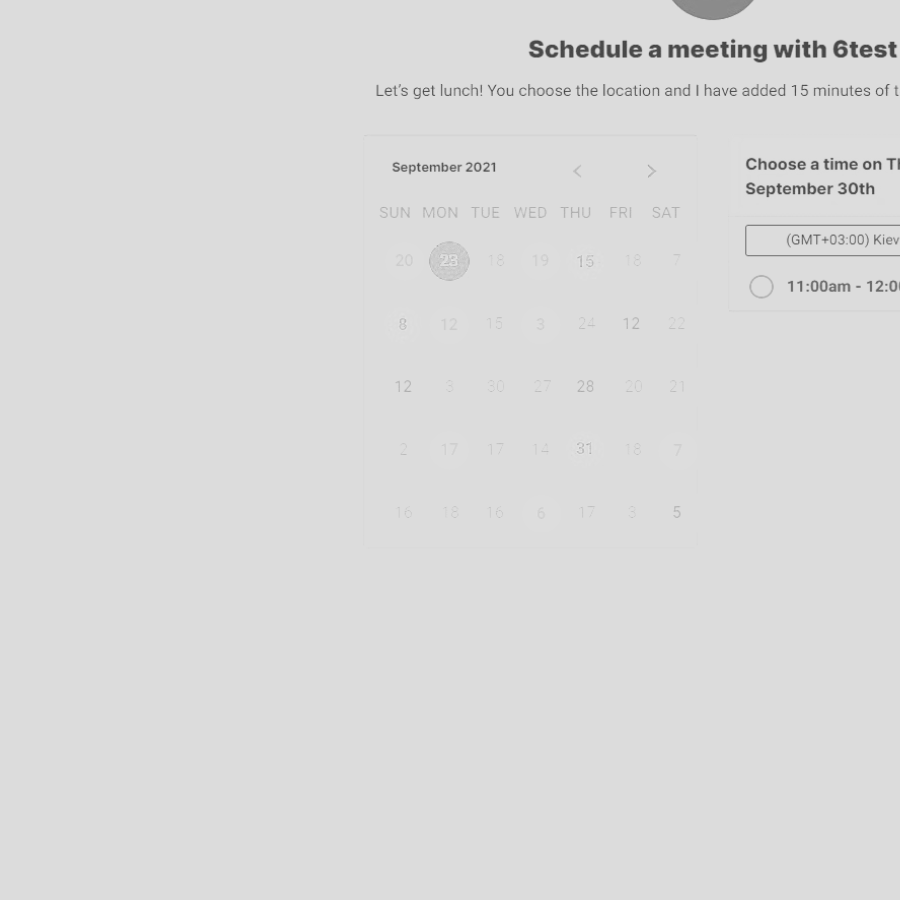 Schedule a meeting with 6test
Let's get lunch! You choose the location and I have added 15 minutes of t
September 2021
SUN MON TUE WED THU FRI SAT
20 23 18 19 15 18 7
8 12 15 3 24 12 22
12 3 30 27 28 20 21
2 17 17 14 31 18 7
16 18 16 6 17 3 5
Choose a time on Th
September 30th
(GMT+03:00) Kiev
11:00am - 12:00